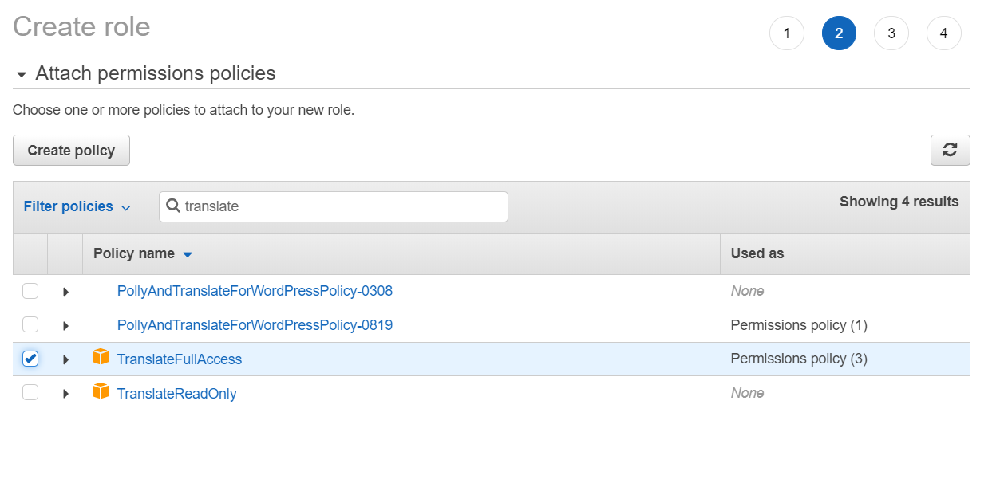 Create role
1 2 3 4
Attach permissions policies
Choose one or more policies to attach to your new role.
Create policy
Filter policies translate Showing 4 results
Policy name Used as
PollyAndTranslateForWordPressPolicy-0308 None
PollyAndTranslateForWordPressPolicy-0819 Permissions policy (1)
TranslateFullAccess Permissions policy (3)
TranslateReadOnly None